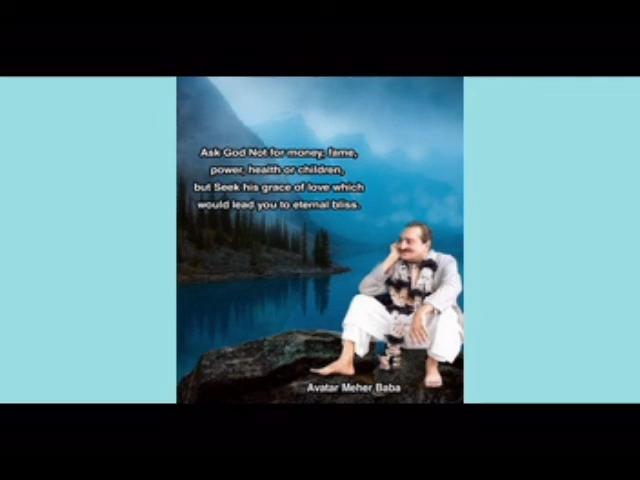 Ask God Not for money, fame,
power, health or children,
but Seek his grace of love which
would lead you to eternal bliss.
Avatar Meher Baba